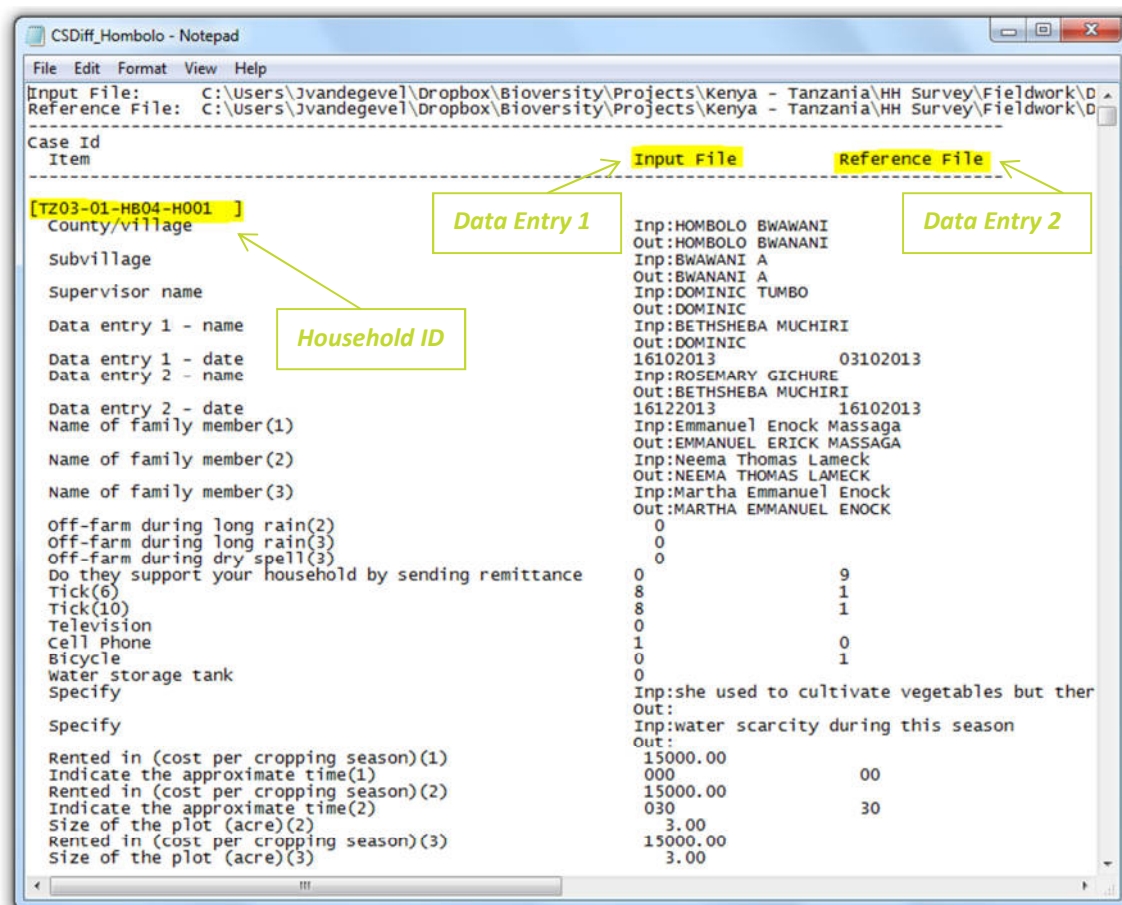 CSDiff_Hombolo - Notepad
File Edit Format View Help
Input File: C:\Users\Jvandegevel\Dropbox\Bioversity\Projects\Kenya - Tanzania\HH Survey\Fieldwork\D
Reference File: C:\Users\Jvandegevel\Dropbox\Bioversity\Projects\Kenya - Tanzania\HH Survey\Fieldwork\D
Case Id
Item Input File Reference File
[TZ03-01-HB04-H001 ]
Data Entry 1
Data Entry 2
County/village Inp:HOMBOLO BWAWANI
Out:HOMBOLO BWANANI
Subvillage Inp:BWAWANI A
Out:BWANANI A
Supervisor name Inp:DOMINIC TUMBO
Out:DOMINIC
Household ID
Data entry 1 - name Inp:BETHSHEBA MUCHIRI
Out:DOMINIC
Data entry 1 - date 16102013 03102013
Data entry 2 - name Inp:ROSEMARY GICHURE
Out:BETHSHEBA MUCHIRI
Data entry 2 - date 16122013 16102013
Name of family member(1) Inp:Emmanuel Enock Massaga
Out:EMMANUEL ERICK MASSAGA
Name of family member(2) Inp:Neema Thomas Lameck
Out:NEEMA THOMAS LAMECK
Name of family member(3) Inp:Martha Emmanuel Enock
Out:MARTHA EMMANUEL ENOCK
Off-farm during long rain(2) 0
Off-farm during long rain(3) 0
Off-farm during dry spell(3) 0
Do they support your household by sending remittance 0 9
Tick(6) 8 1
Tick(10) 8 1
Television 0
Cell Phone 1 0
Bicycle 0 1
Water storage tank 0
Specify Inp:she used to cultivate vegetables but ther
Out:
Specify Inp:water scarcity during this season
Out:
Rented in (cost per cropping season)(1) 15000.00
Indicate the approximate time(1) 000 00
Rented in (cost per cropping season)(2) 15000.00
Indicate the approximate time(2) 030 30
Size of the plot (acre)(2) 3.00
Rented in (cost per cropping season)(3) 15000.00
Size of the plot (acre)(3) 3.00